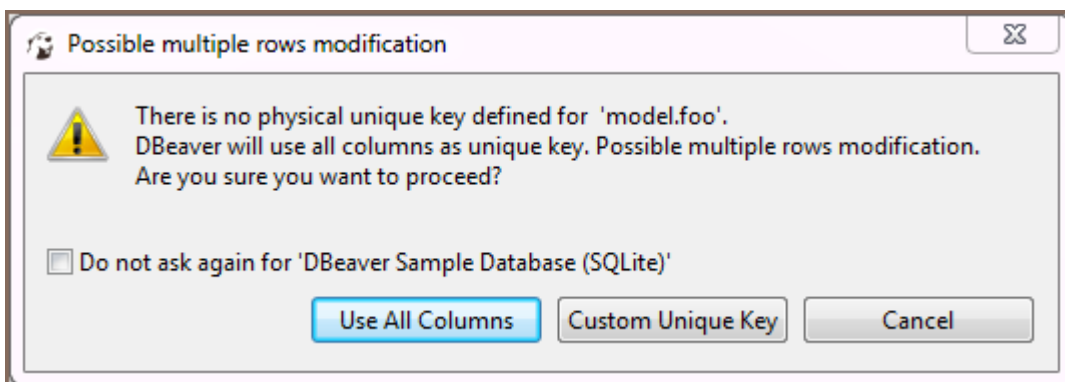 Possible multiple rows modification
There is no physical unique key defined for 'model.foo'.
DBeaver will use all columns as unique key. Possible multiple rows modification.
Are you sure you want to proceed?
Do not ask again for 'DBeaver Sample Database (SQLite)'
Use All Columns
Custom Unique Key
Cancel